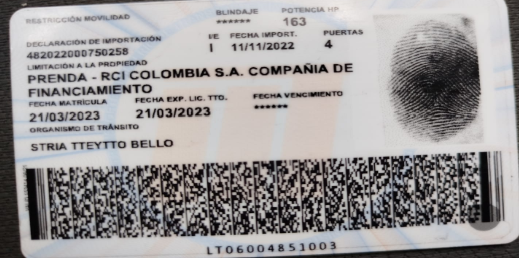 RESTRICCIÓN MOVILIDAD BLINDAJE POTENCIA HP
****** 163
DECLARACIÓN DE IMPORTACIÓN I/E FECHA IMPORT. PUERTAS
482022000750258 I 11/11/2022 4
LIMITACIÓN A LA PROPIEDAD
PRENDA - RCI COLOMBIA S.A. COMPAÑIA DE
FINANCIAMIENTO
FECHA MATRÍCULA FECHA EXP. LIC. TTO. FECHA VENCIMIENTO
21/03/2023 21/03/2023 ******
ORGANISMO DE TRÁNSITO
STRIA TTEYTTO BELLO
LT06004851003